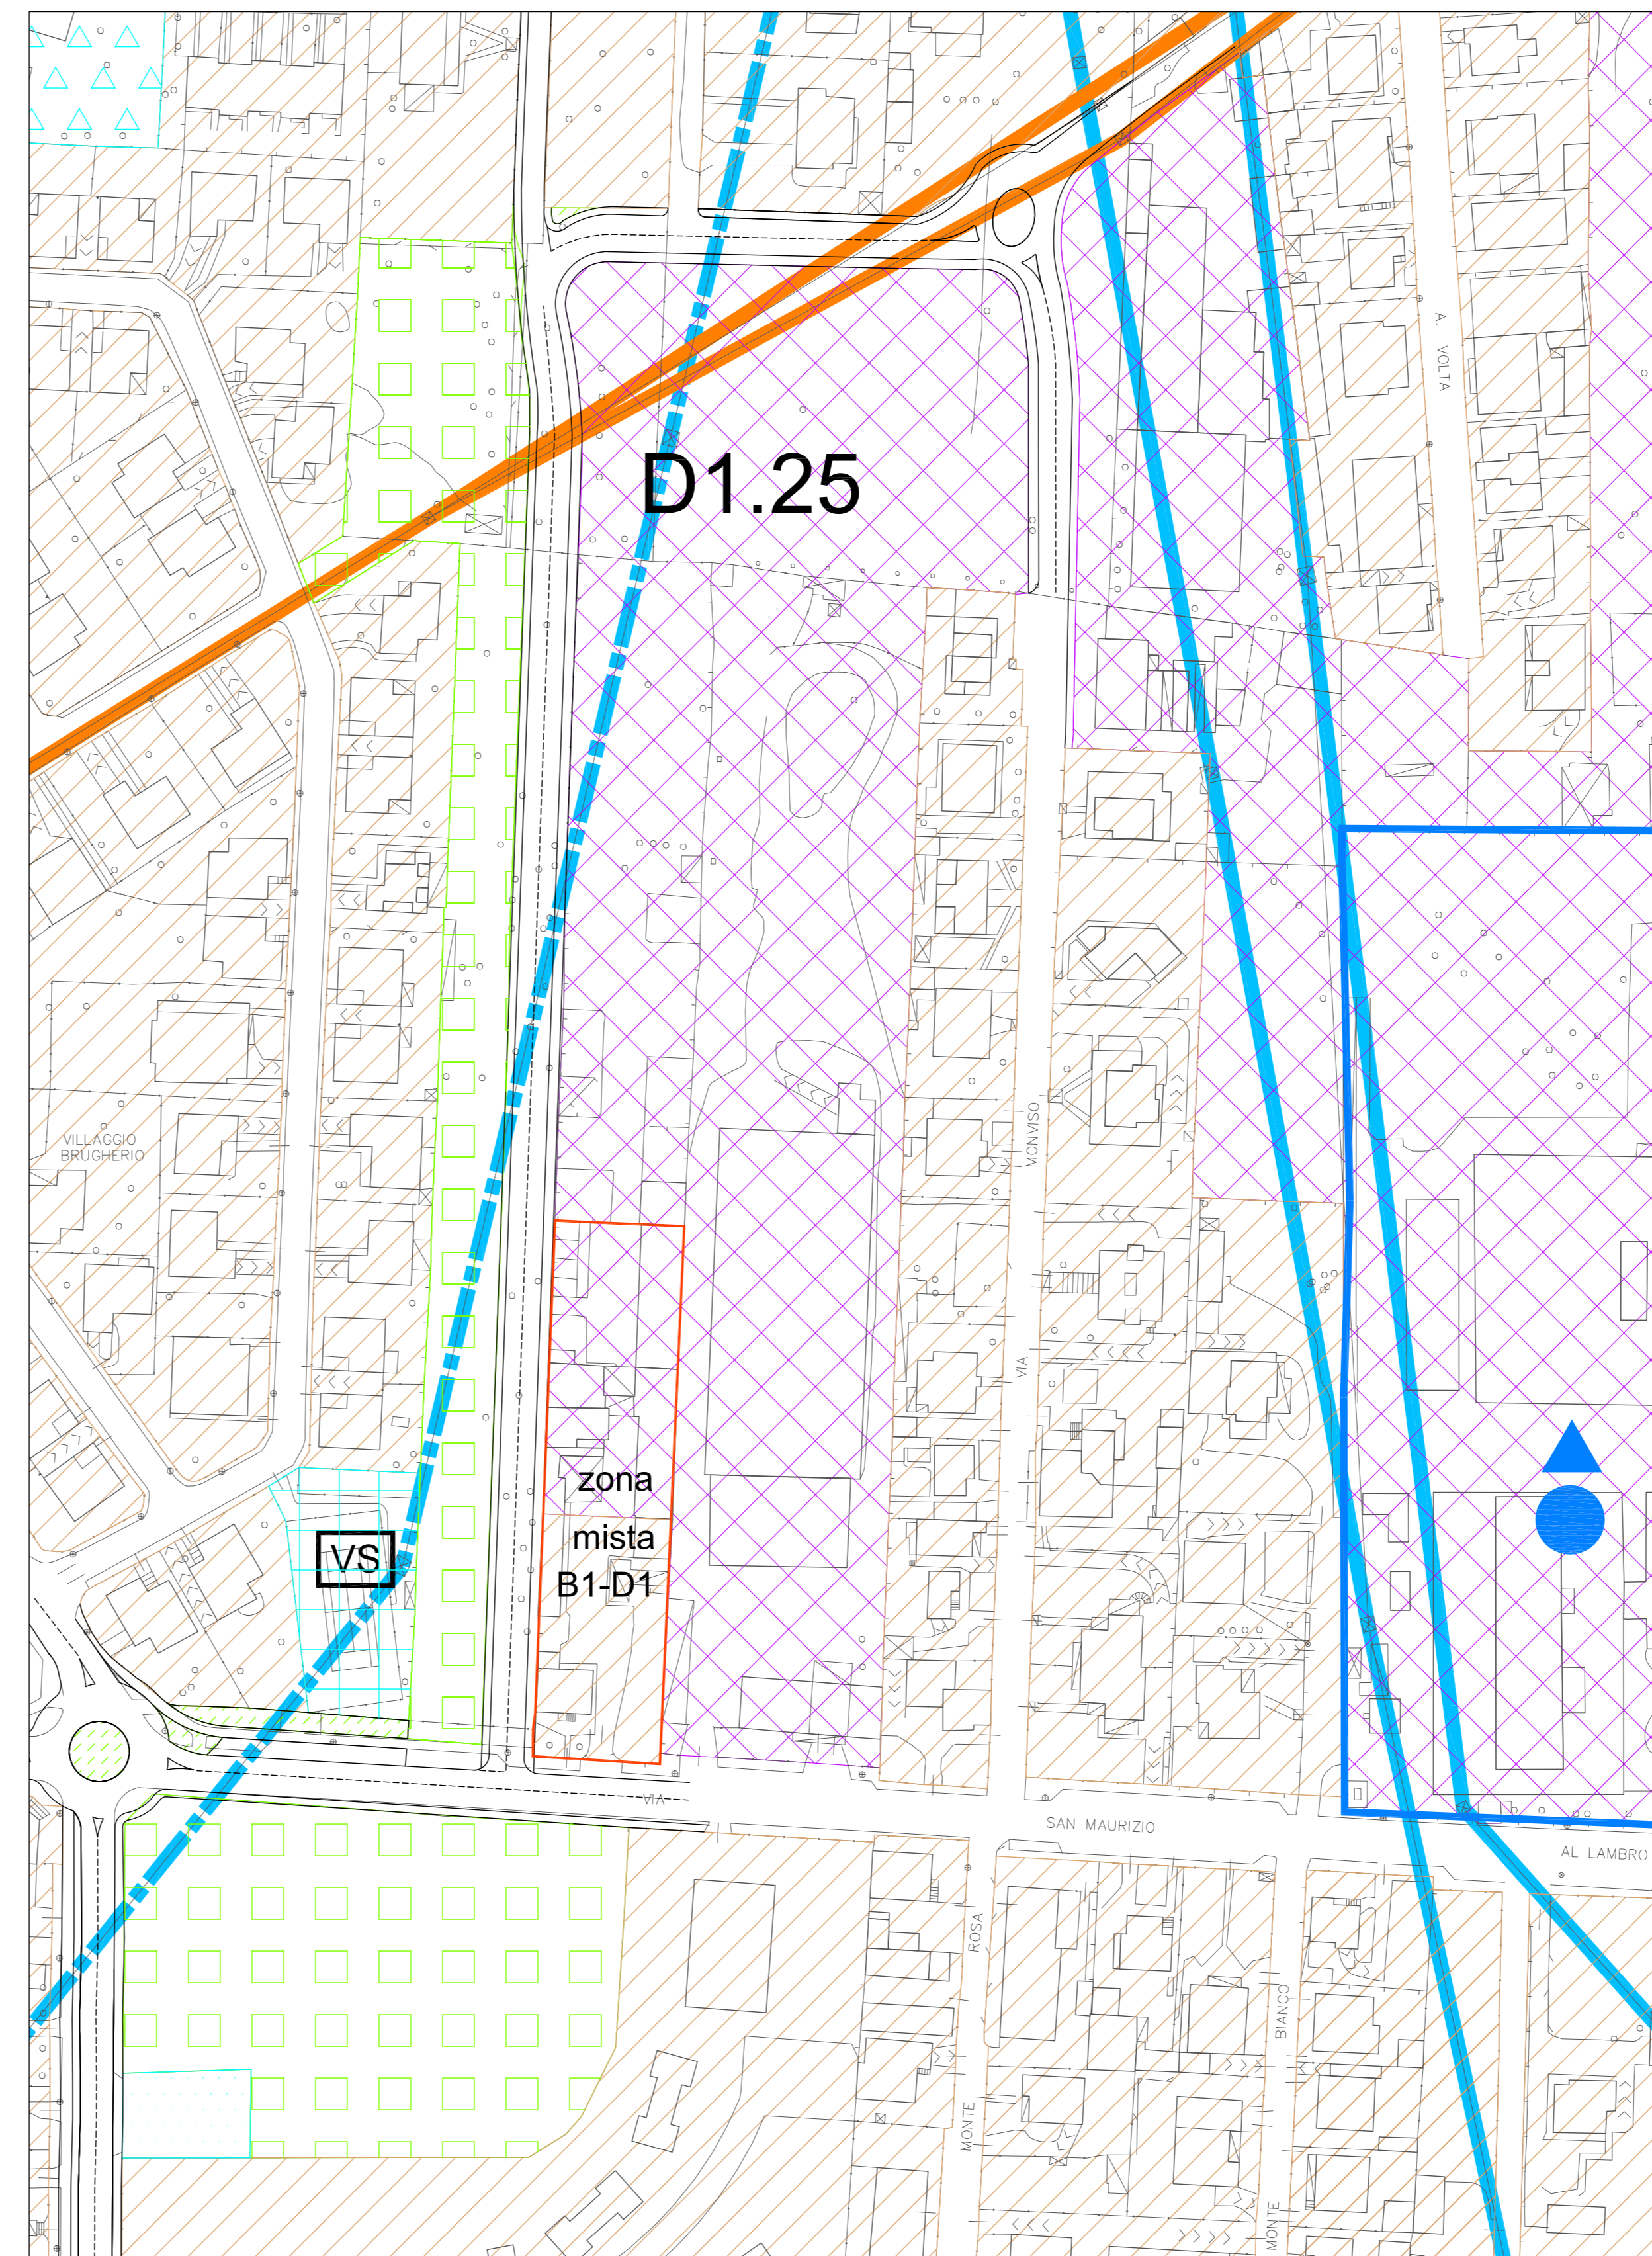 A. VOLTA
D1.25
VILLAGGIO
BRUGHERIO
VIA MONVISO
zona
mista
B1-D1
VS
VIA SAN MAURIZIO AL LAMBRO
MONTE ROSA
MONTE BIANCO